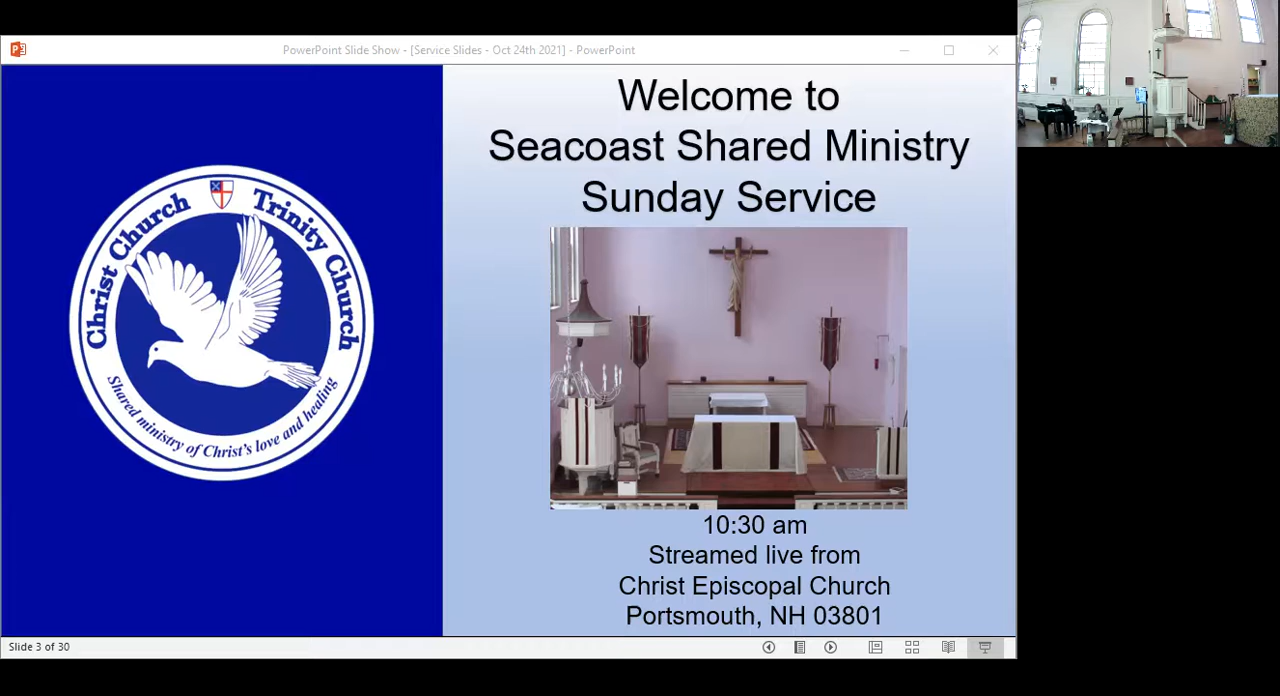 PowerPoint Slide Show - [Service Slides - Oct 24th 2021] - PowerPoint
Christ Church Trinity Church
Shared ministry of Christ's love and healing
Welcome to
Seacoast Shared Ministry
Sunday Service
10:30 am
Streamed live from
Christ Episcopal Church
Portsmouth, NH 03801
Slide 3 of 30